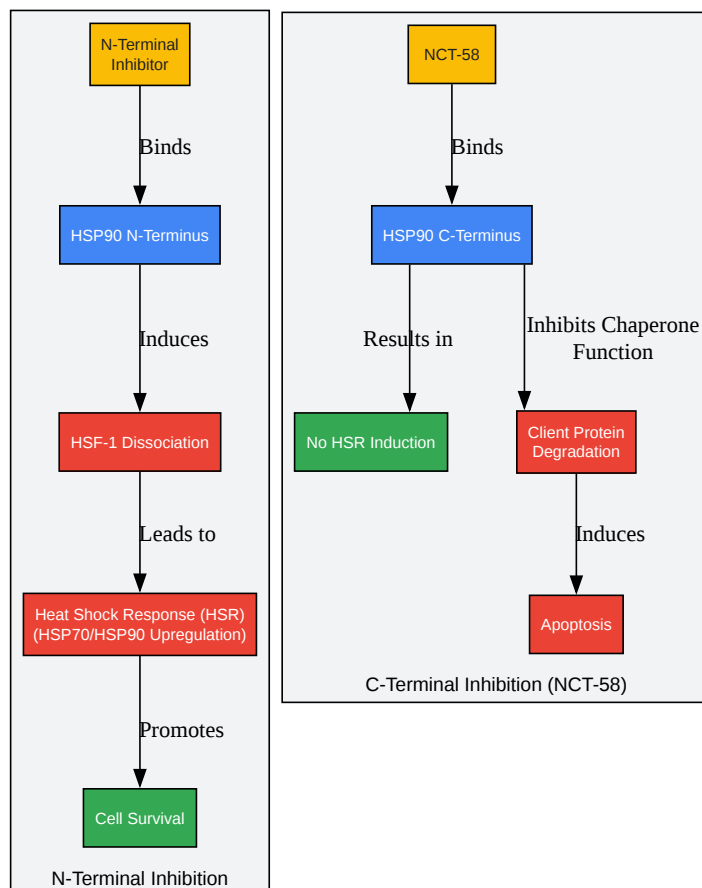 N-Terminal
Inhibitor
Binds
HSP90 N-Terminus
Induces
HSF-1 Dissociation
Leads to
Heat Shock Response (HSR)
(HSP70/HSP90 Upregulation)
Promotes
Cell Survival
N-Terminal Inhibition
NCT-58
Binds
HSP90 C-Terminus
Results in
Inhibits Chaperone
Function
No HSR Induction
Client Protein
Degradation
Induces
Apoptosis
C-Terminal Inhibition (NCT-58)